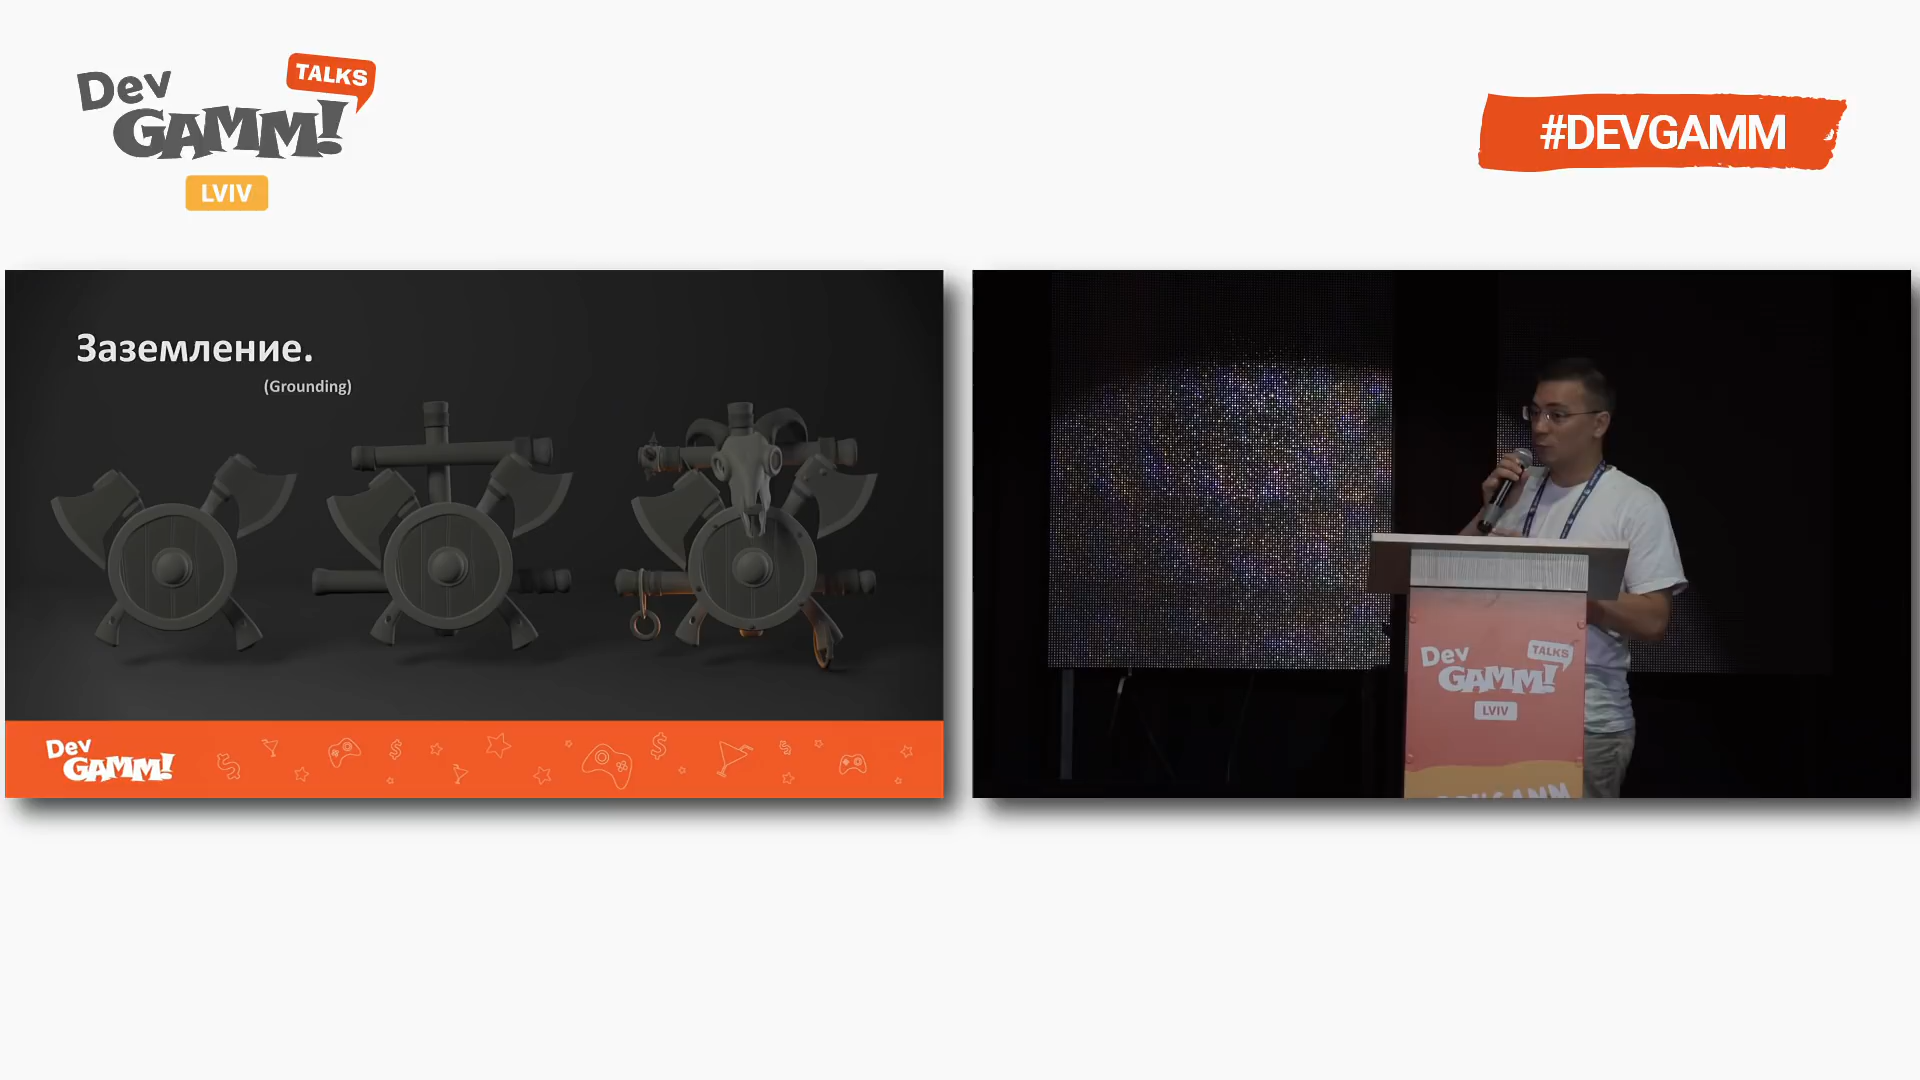 Dev
GAMM!
TALKS
LVIV
#DEVGAMM
Заземление.
(Grounding)
Dev
GAMM!
Dev
GAMM!
TALKS
LVIV